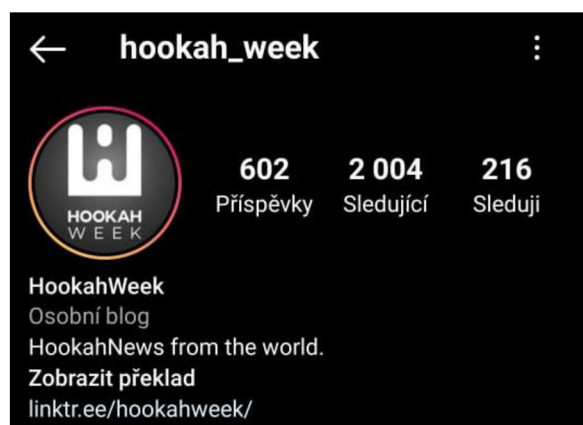 hookah_week
602 2 004 216
Příspěvky Sledující Sleduji
HOOKAH
WEEK
HookahWeek
Osobní blog
HookahNews from the world.
Zobrazit překlad
linktr.ee/hookahweek/